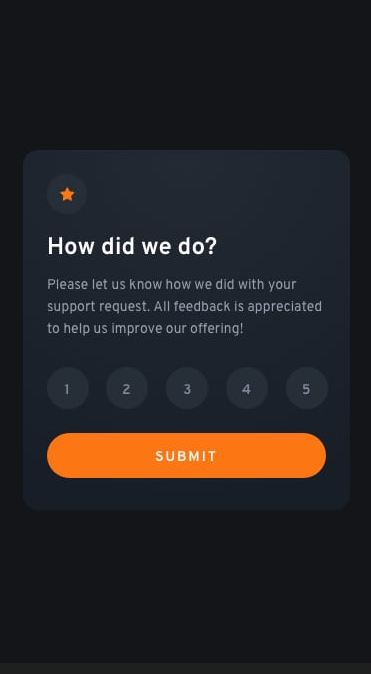 How did we do?
Please let us know how we did with your
support request. All feedback is appreciated
to help us improve our offering!
1 2 3 4 5
SUBMIT